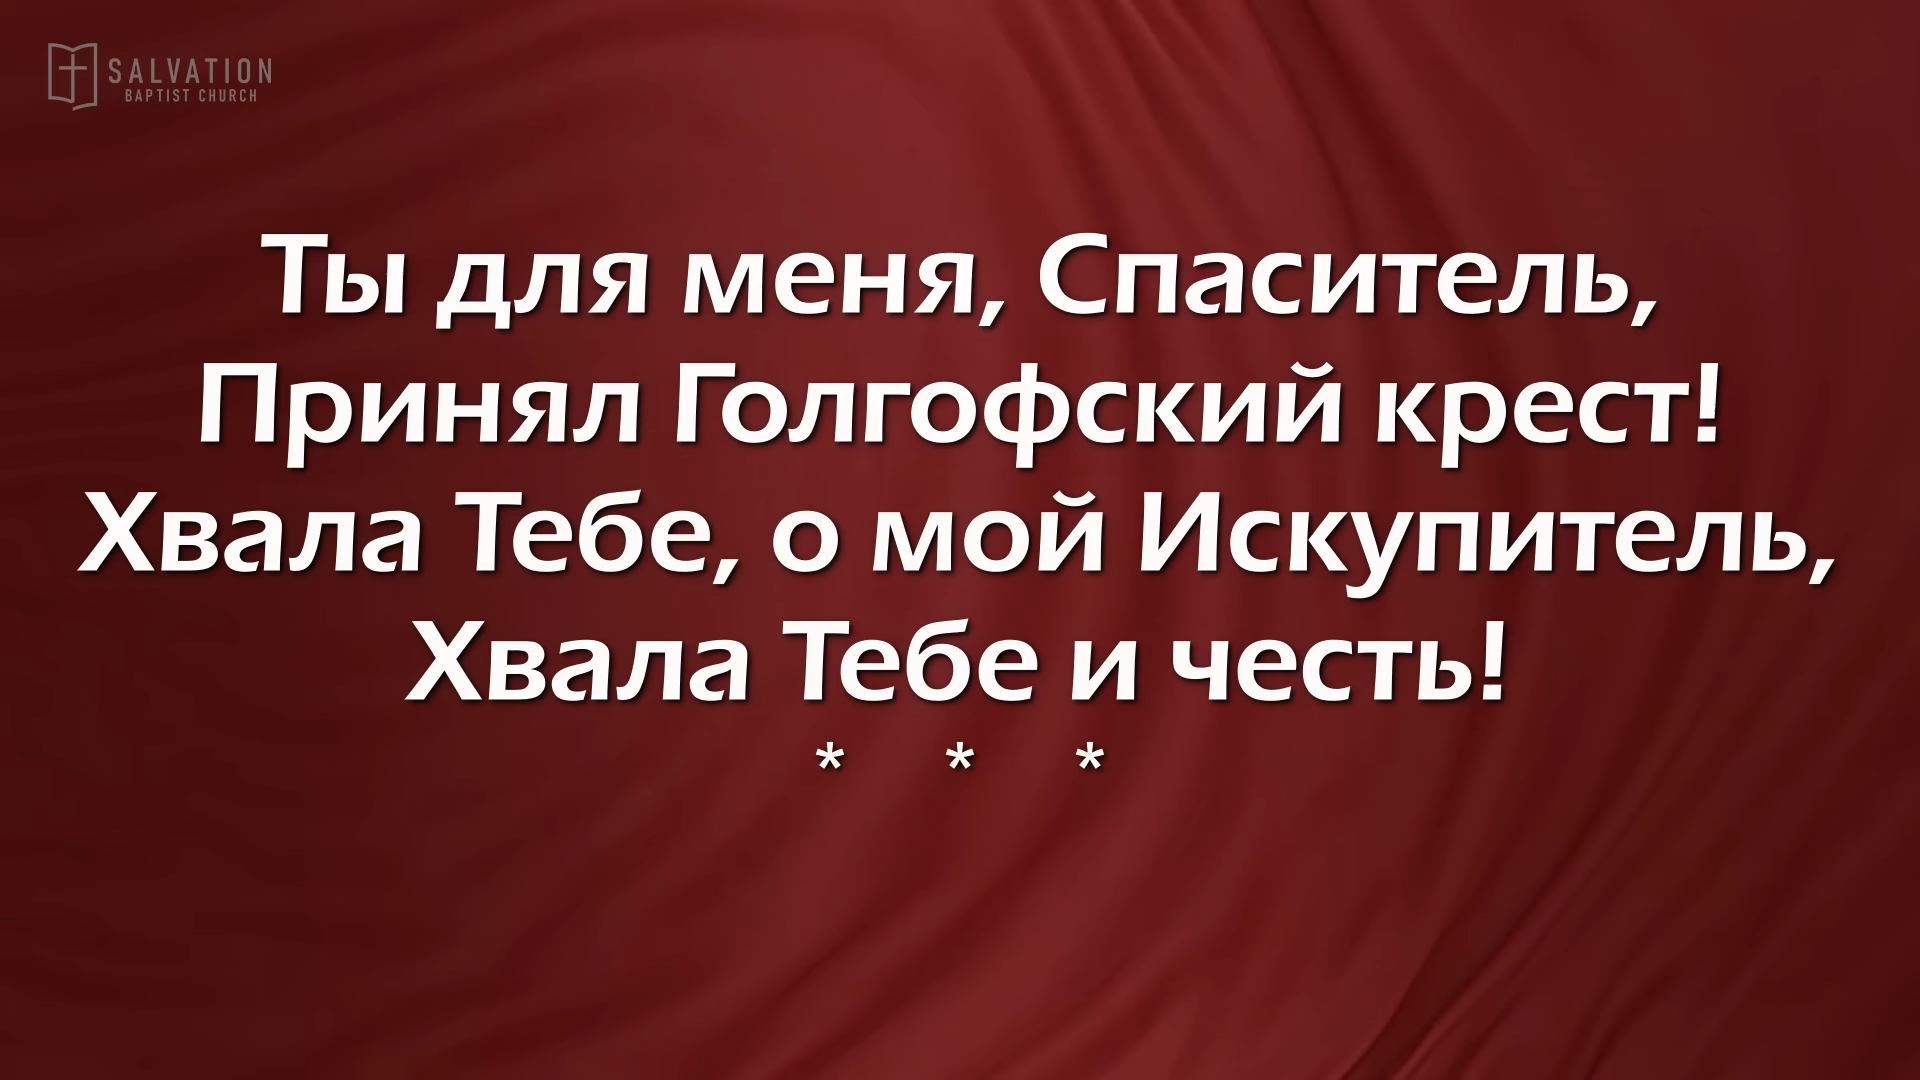 SALVATION
BAPTIST CHURCH
Ты для меня, Спаситель,
Принял Голгофский крест!
Хвала Тебе, о мой Искупитель,
Хвала Тебе и честь!
* * *